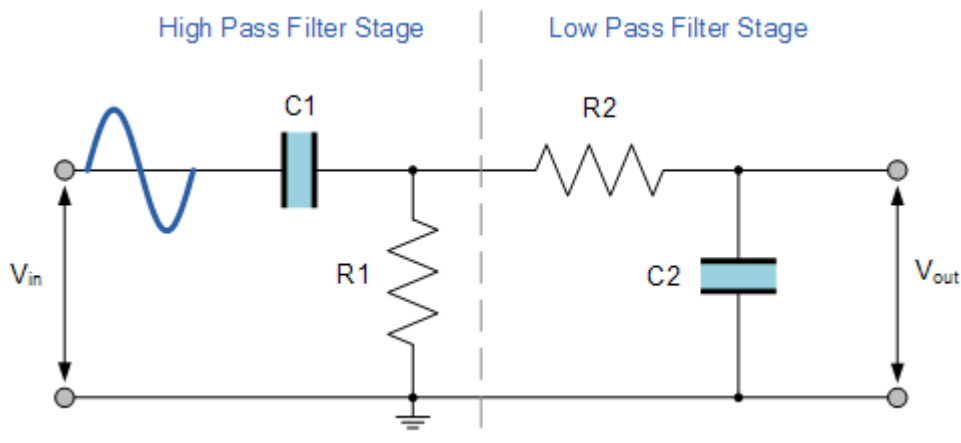 High Pass Filter Stage
Low Pass Filter Stage
C1
R2
Vin
R1
C2
Vout